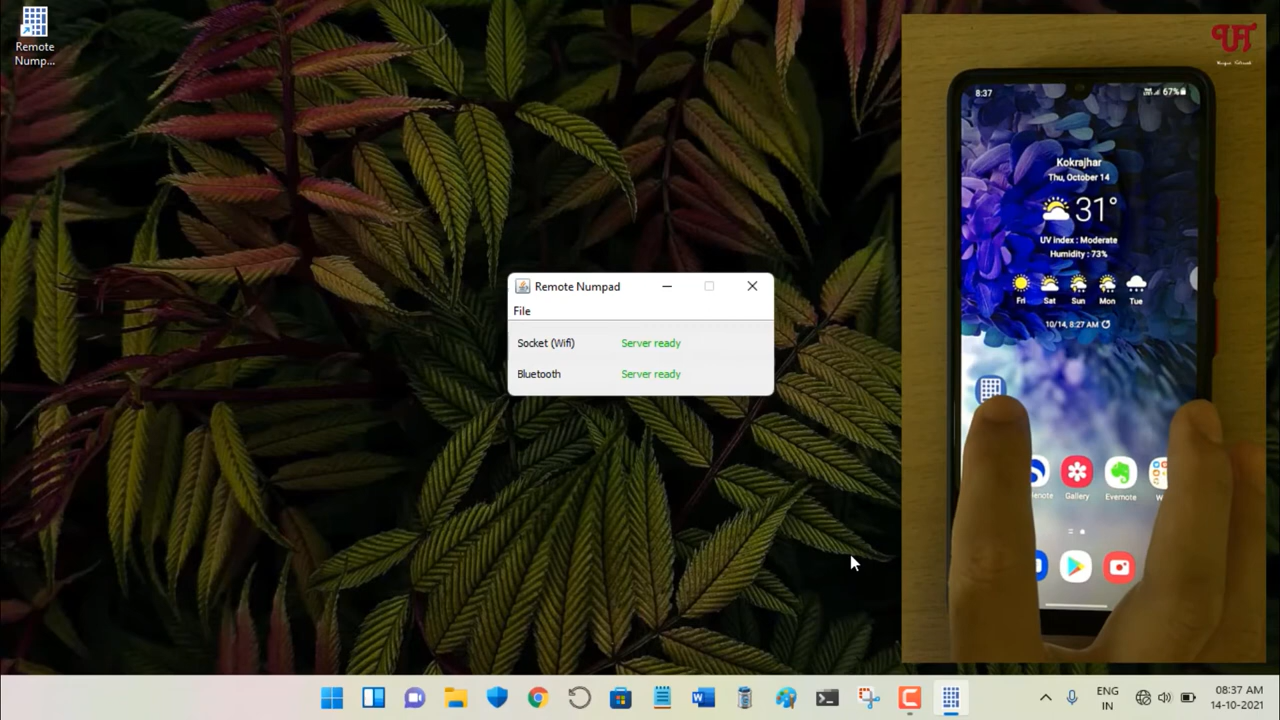 Remote
Nump...
Remote Numpad
File
Socket (Wifi)
Server ready
Bluetooth
Server ready
UT
8:37
67%
Kokrajhar
Thu, October 14
31°
UV index : Moderate
Humidity : 73%
Fri
Sat
Sun
Mon
Tue
10/14, 8:27 AM
Gallery
Evernote
ENG
IN
08:37 AM
14-10-2021